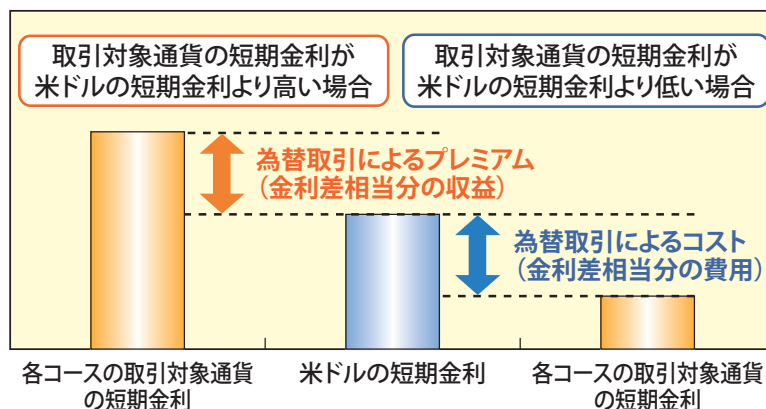 取引対象通貨の短期金利が
米ドルの短期金利より高い場合
取引対象通貨の短期金利が
米ドルの短期金利より低い場合
為替取引によるプレミアム
（金利差相当分の収益）
為替取引によるコスト
（金利差相当分の費用）
各コースの取引対象通貨
の短期金利
米ドルの短期金利
各コースの取引対象通貨
の短期金利